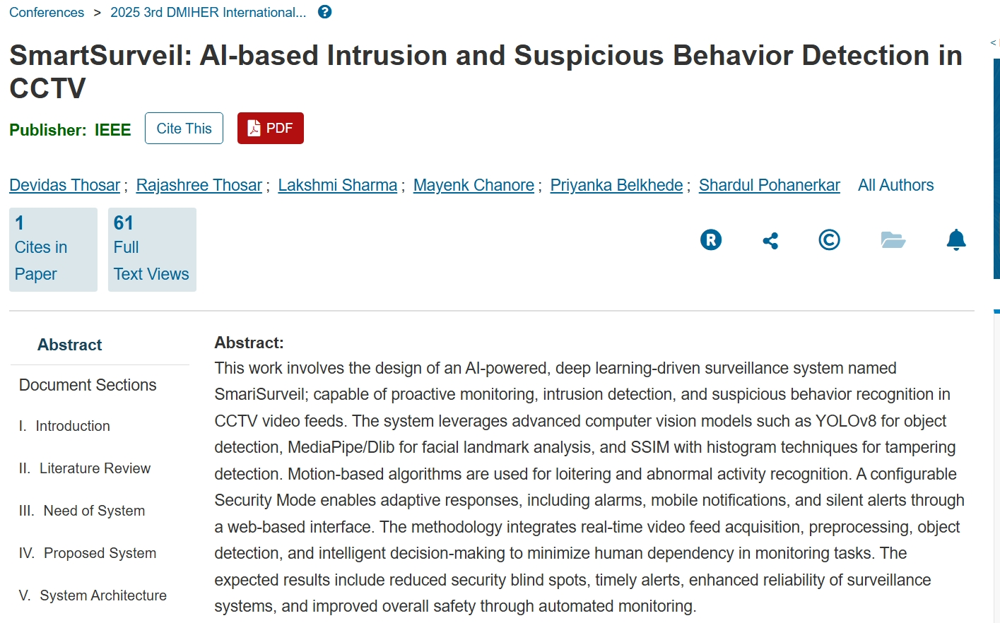 Conferences > 2025 3rd DMIHER International... ?
SmartSurveil: AI-based Intrusion and Suspicious Behavior Detection in
CCTV
Publisher: IEEE Cite This PDF
Devidas Thosar ; Rajashree Thosar ; Lakshmi Sharma ; Mayenk Chanore ; Priyanka Belkhede ; Shardul Pohanerkar All Authors
1
Cites in
Paper
61
Full
Text Views
R ©
Abstract
Document Sections
I. Introduction
II. Literature Review
III. Need of System
IV. Proposed System
V. System Architecture
Abstract:
This work involves the design of an AI-powered, deep learning-driven surveillance system named
SmariSurveil; capable of proactive monitoring, intrusion detection, and suspicious behavior recognition in
CCTV video feeds. The system leverages advanced computer vision models such as YOLOv8 for object
detection, MediaPipe/Dlib for facial landmark analysis, and SSIM with histogram techniques for tampering
detection. Motion-based algorithms are used for loitering and abnormal activity recognition. A configurable
Security Mode enables adaptive responses, including alarms, mobile notifications, and silent alerts through
a web-based interface. The methodology integrates real-time video feed acquisition, preprocessing, object
detection, and intelligent decision-making to minimize human dependency in monitoring tasks. The
expected results include reduced security blind spots, timely alerts, enhanced reliability of surveillance
systems, and improved overall safety through automated monitoring.